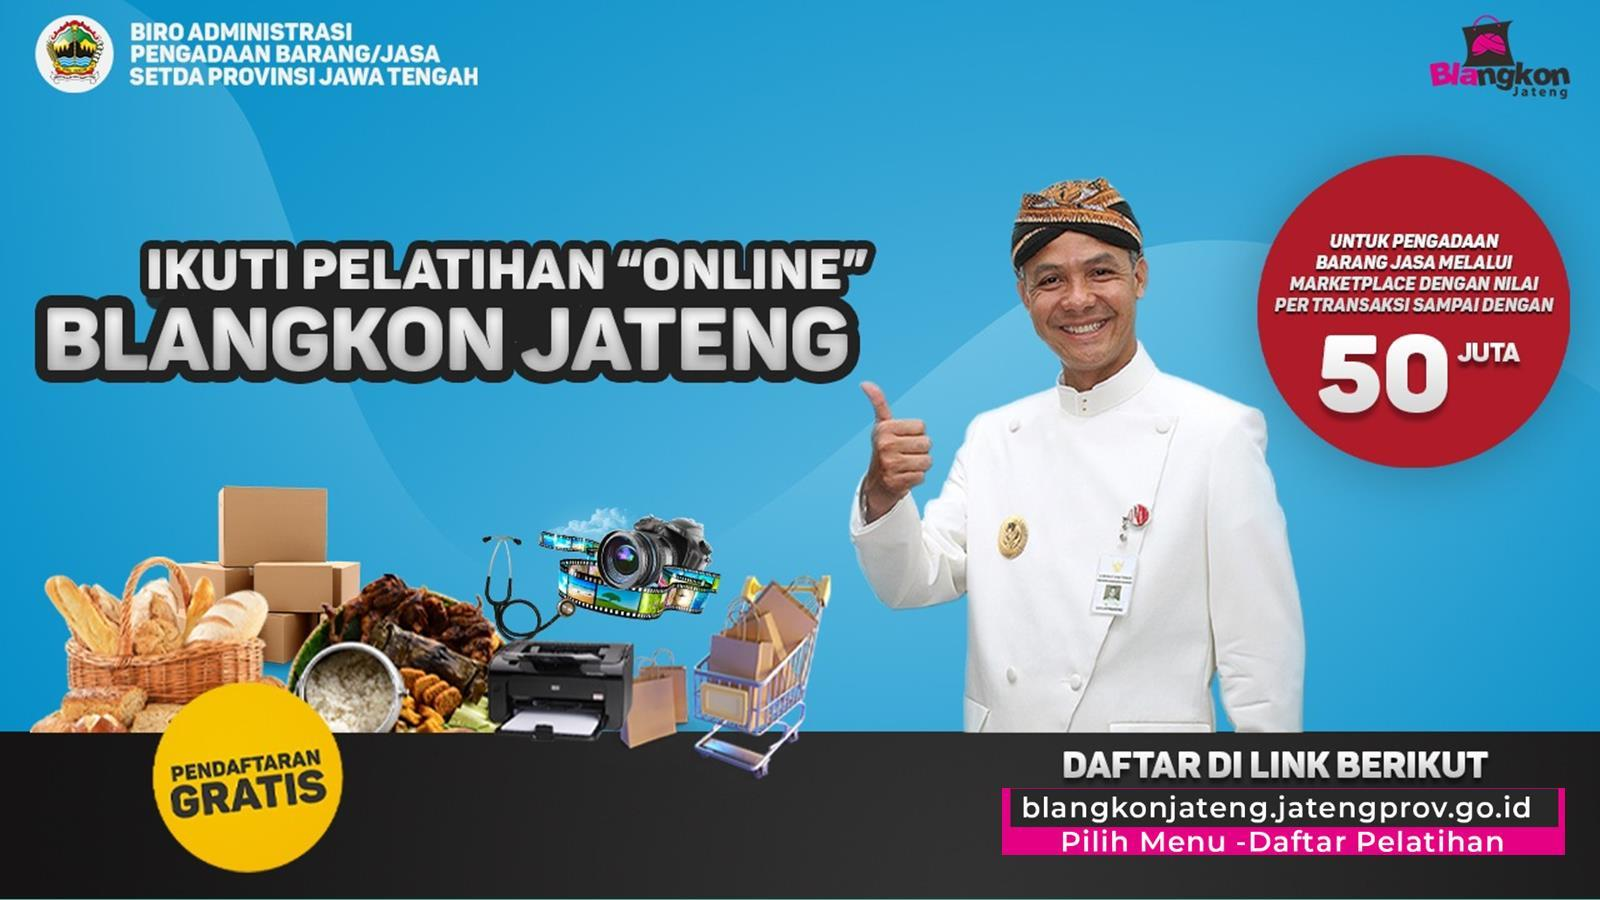 BIRO ADMINISTRASI
PENGADAAN BARANG/JASA
SETDA PROVINSI JAWA TENGAH
Blangkon
Jateng
IKUTI PELATIHAN “ONLINE”
BLANGKON JATENG
UNTUK PENGADAAN
BARANG JASA MELALUI
MARKETPLACE DENGAN NILAI
PER TRANSAKSI SAMPAI DENGAN
50 JUTA
PENDAFTARAN
GRATIS
DAFTAR DI LINK BERIKUT
blangkonjateng.jatengprov.go.id
Pilih Menu -Daftar Pelatihan